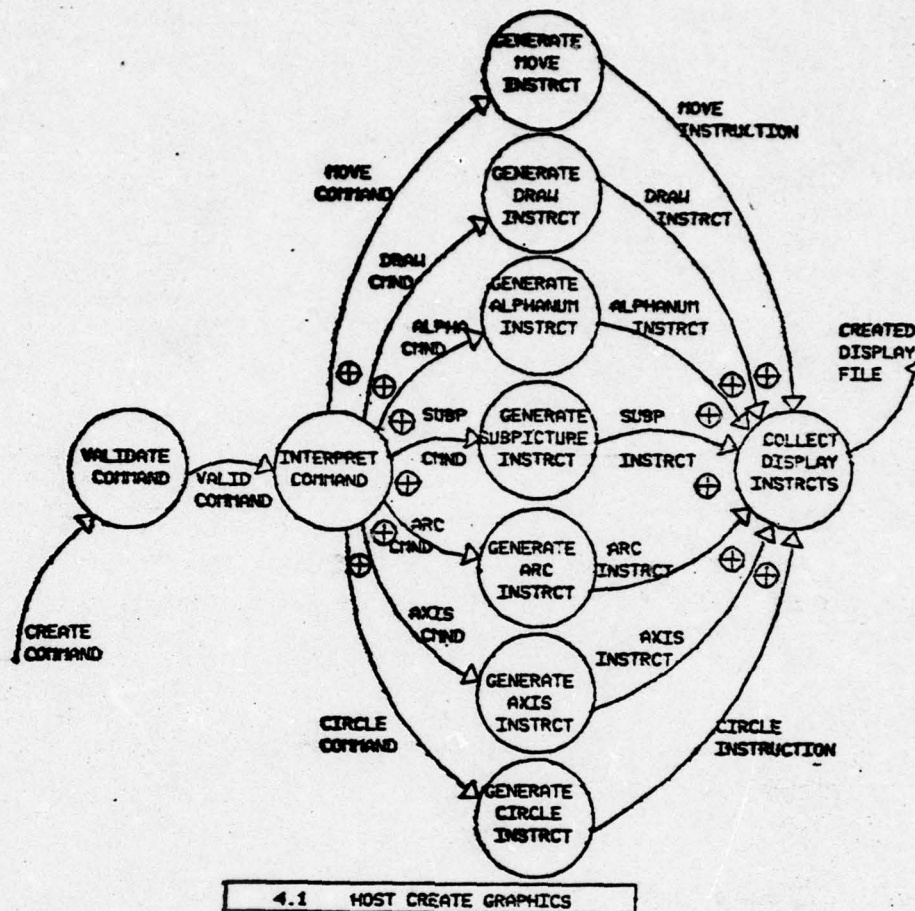 GENERATE
MOVE
INSTRCT
MOVE
INSTRUCTION
MOVE
COMMAND
GENERATE
DRAW
INSTRCT
DRAW
INSTRCT
DRAW
CMND
GENERATE
ALPHANUM
INSTRCT
ALPHANUM
INSTRCT
ALPHA
CMND
CREATED
DISPLAY
FILE
SUBP
CMND
GENERATE
SUBPICTURE
INSTRCT
SUBP
INSTRCT
COLLECT
DISPLAY
INSTRCTS
VALIDATE
COMMAND
VALID
COMMAND
INTERPRET
COMMAND
ARC
CMND
GENERATE
ARC
INSTRCT
ARC
INSTRCT
CREATE
COMMAND
AXIS
CMND
GENERATE
AXIS
INSTRCT
AXIS
INSTRCT
CIRCLE
COMMAND
CIRCLE
INSTRUCTION
GENERATE
CIRCLE
INSTRCT
4.1 HOST CREATE GRAPHICS